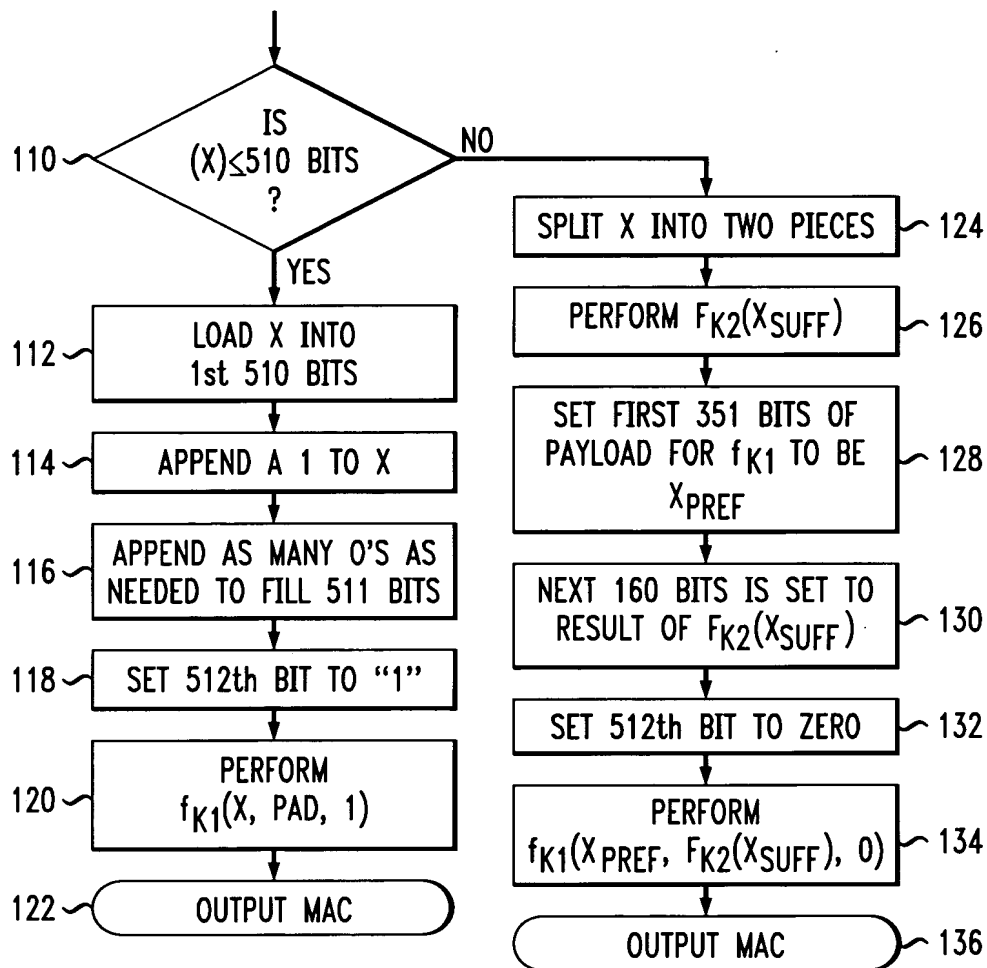 IS
110
(X)≤510 BITS
?
NO
YES
112
LOAD X INTO
1st 510 BITS
114
APPEND A 1 TO X
116
APPEND AS MANY 0'S AS
NEEDED TO FILL 511 BITS
118
SET 512th BIT TO "1"
120
PERFORM
fK1(X, PAD, 1)
122
OUTPUT MAC
SPLIT X INTO TWO PIECES
124
PERFORM FK2(XSUFF)
126
SET FIRST 351 BITS OF
PAYLOAD FOR fK1 TO BE
XPREF
128
NEXT 160 BITS IS SET TO
RESULT OF FK2(XSUFF)
130
SET 512th BIT TO ZERO
132
PERFORM
fK1(XPREF, FK2(XSUFF), 0)
134
OUTPUT MAC
136